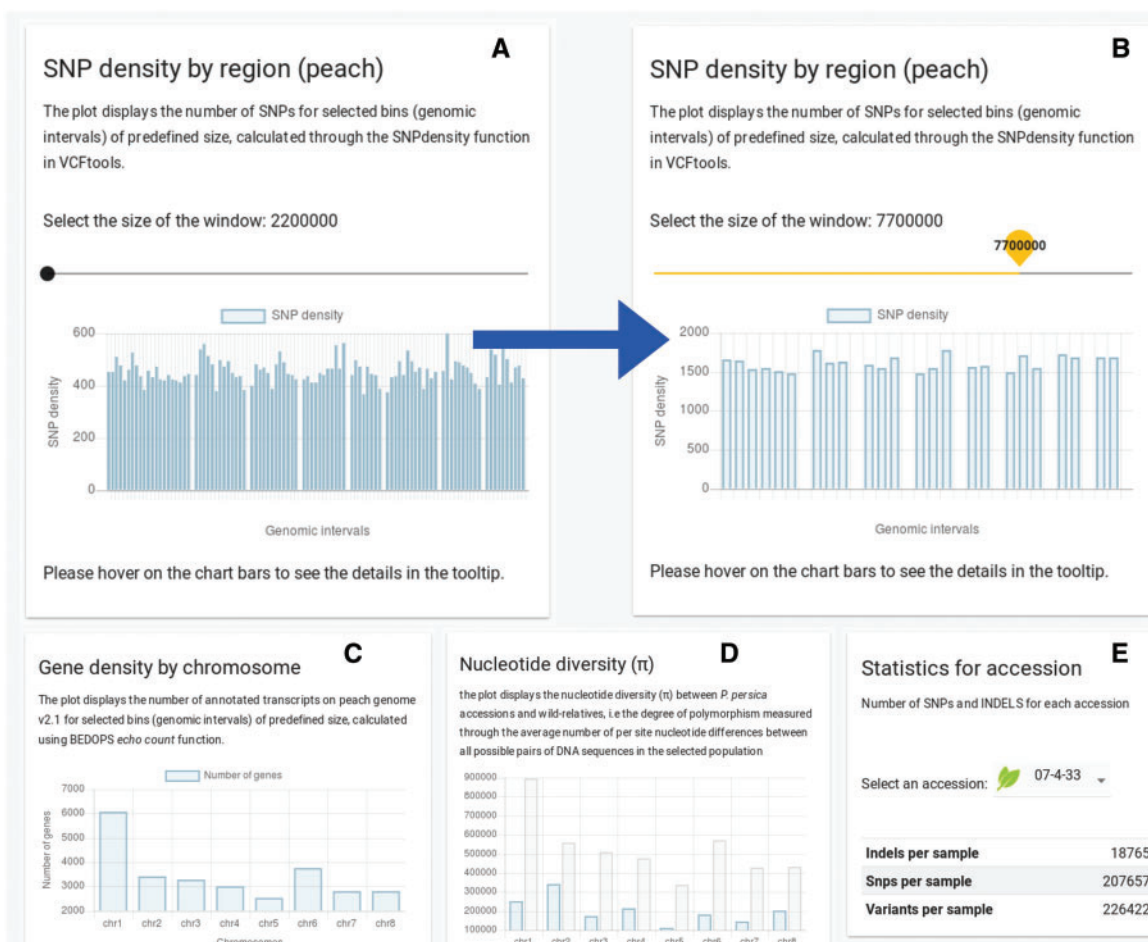 A
SNP density by region (peach)
The plot displays the number of SNPs for selected bins (genomic
intervals) of predefined size, calculated through the SNPdensity function
in VCFtools.
Select the size of the window: 2200000
SNP density
600
400
200
0
SNP density
Genomic intervals
Please hover on the chart bars to see the details in the tooltip.
B
SNP density by region (peach)
The plot displays the number of SNPs for selected bins (genomic
intervals) of predefined size, calculated through the SNPdensity function
in VCFtools.
Select the size of the window: 7700000
7700000
SNP density
2000
1500
1000
500
0
SNP density
Genomic intervals
Please hover on the chart bars to see the details in the tooltip.
C
Gene density by chromosome
The plot displays the number of annotated transcripts on peach genome
v2.1 for selected bins (genomic intervals) of predefined size, calculated
using BEDOPS echo count function.
Number of genes
7000
6000
5000
4000
3000
2000
Number of genes
chr1 chr2 chr3 chr4 chr5 chr6 chr7 chr8
Chromosomes
D
Nucleotide diversity (π)
the plot displays the nucleotide diversity (π) between P. persica
accessions and wild-relatives, i.e the degree of polymorphism measured
through the average number of per site nucleotide differences between
all possible pairs of DNA sequences in the selected population
900000
800000
700000
600000
500000
400000
300000
200000
100000
chr1 chr2 chr3 chr4 chr5 chr6 chr7 chr8
E
Statistics for accession
Number of SNPs and INDELS for each accession
Select an accession: 07-4-33
Indels per sample 18765
Snps per sample 207657
Variants per sample 226422